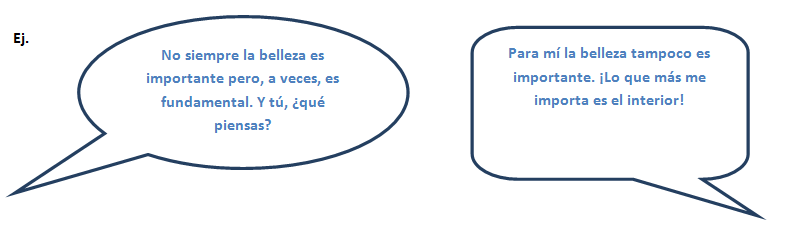 Ej.
No siempre la belleza es
importante pero, a veces, es
fundamental. Y tú, ¿qué
piensas?
Para mí la belleza tampoco es
importante. ¡Lo que más me
importa es el interior!